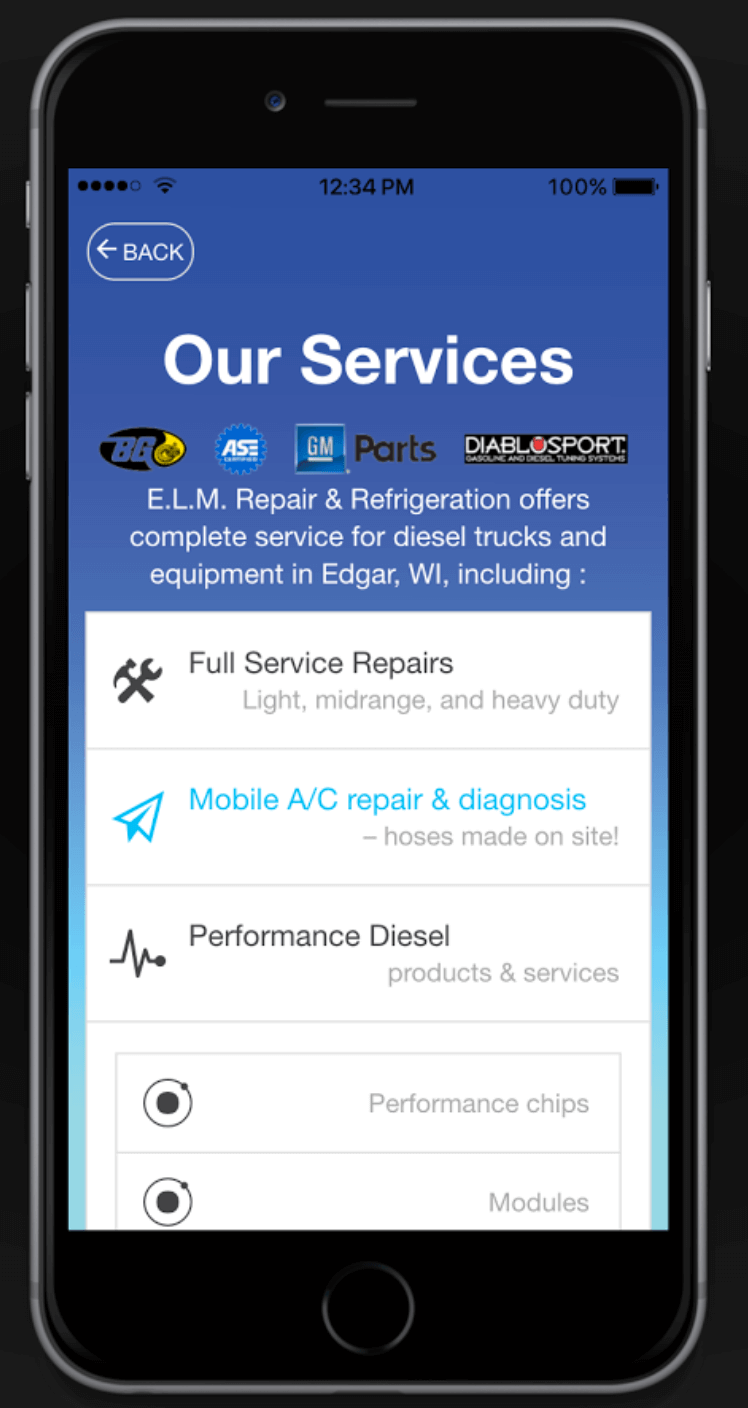 12:34 PM
100%
← BACK
Our Services
BG
ASE
CERTIFIED
GM
Parts
DIABLOSPORT.
GASOLINE AND DIESEL TUNING SYSTEMS
E.L.M. Repair & Refrigeration offers
complete service for diesel trucks and
equipment in Edgar, WI, including :
Full Service Repairs
Light, midrange, and heavy duty
Mobile A/C repair & diagnosis
– hoses made on site!
Performance Diesel
products & services
Performance chips
Modules